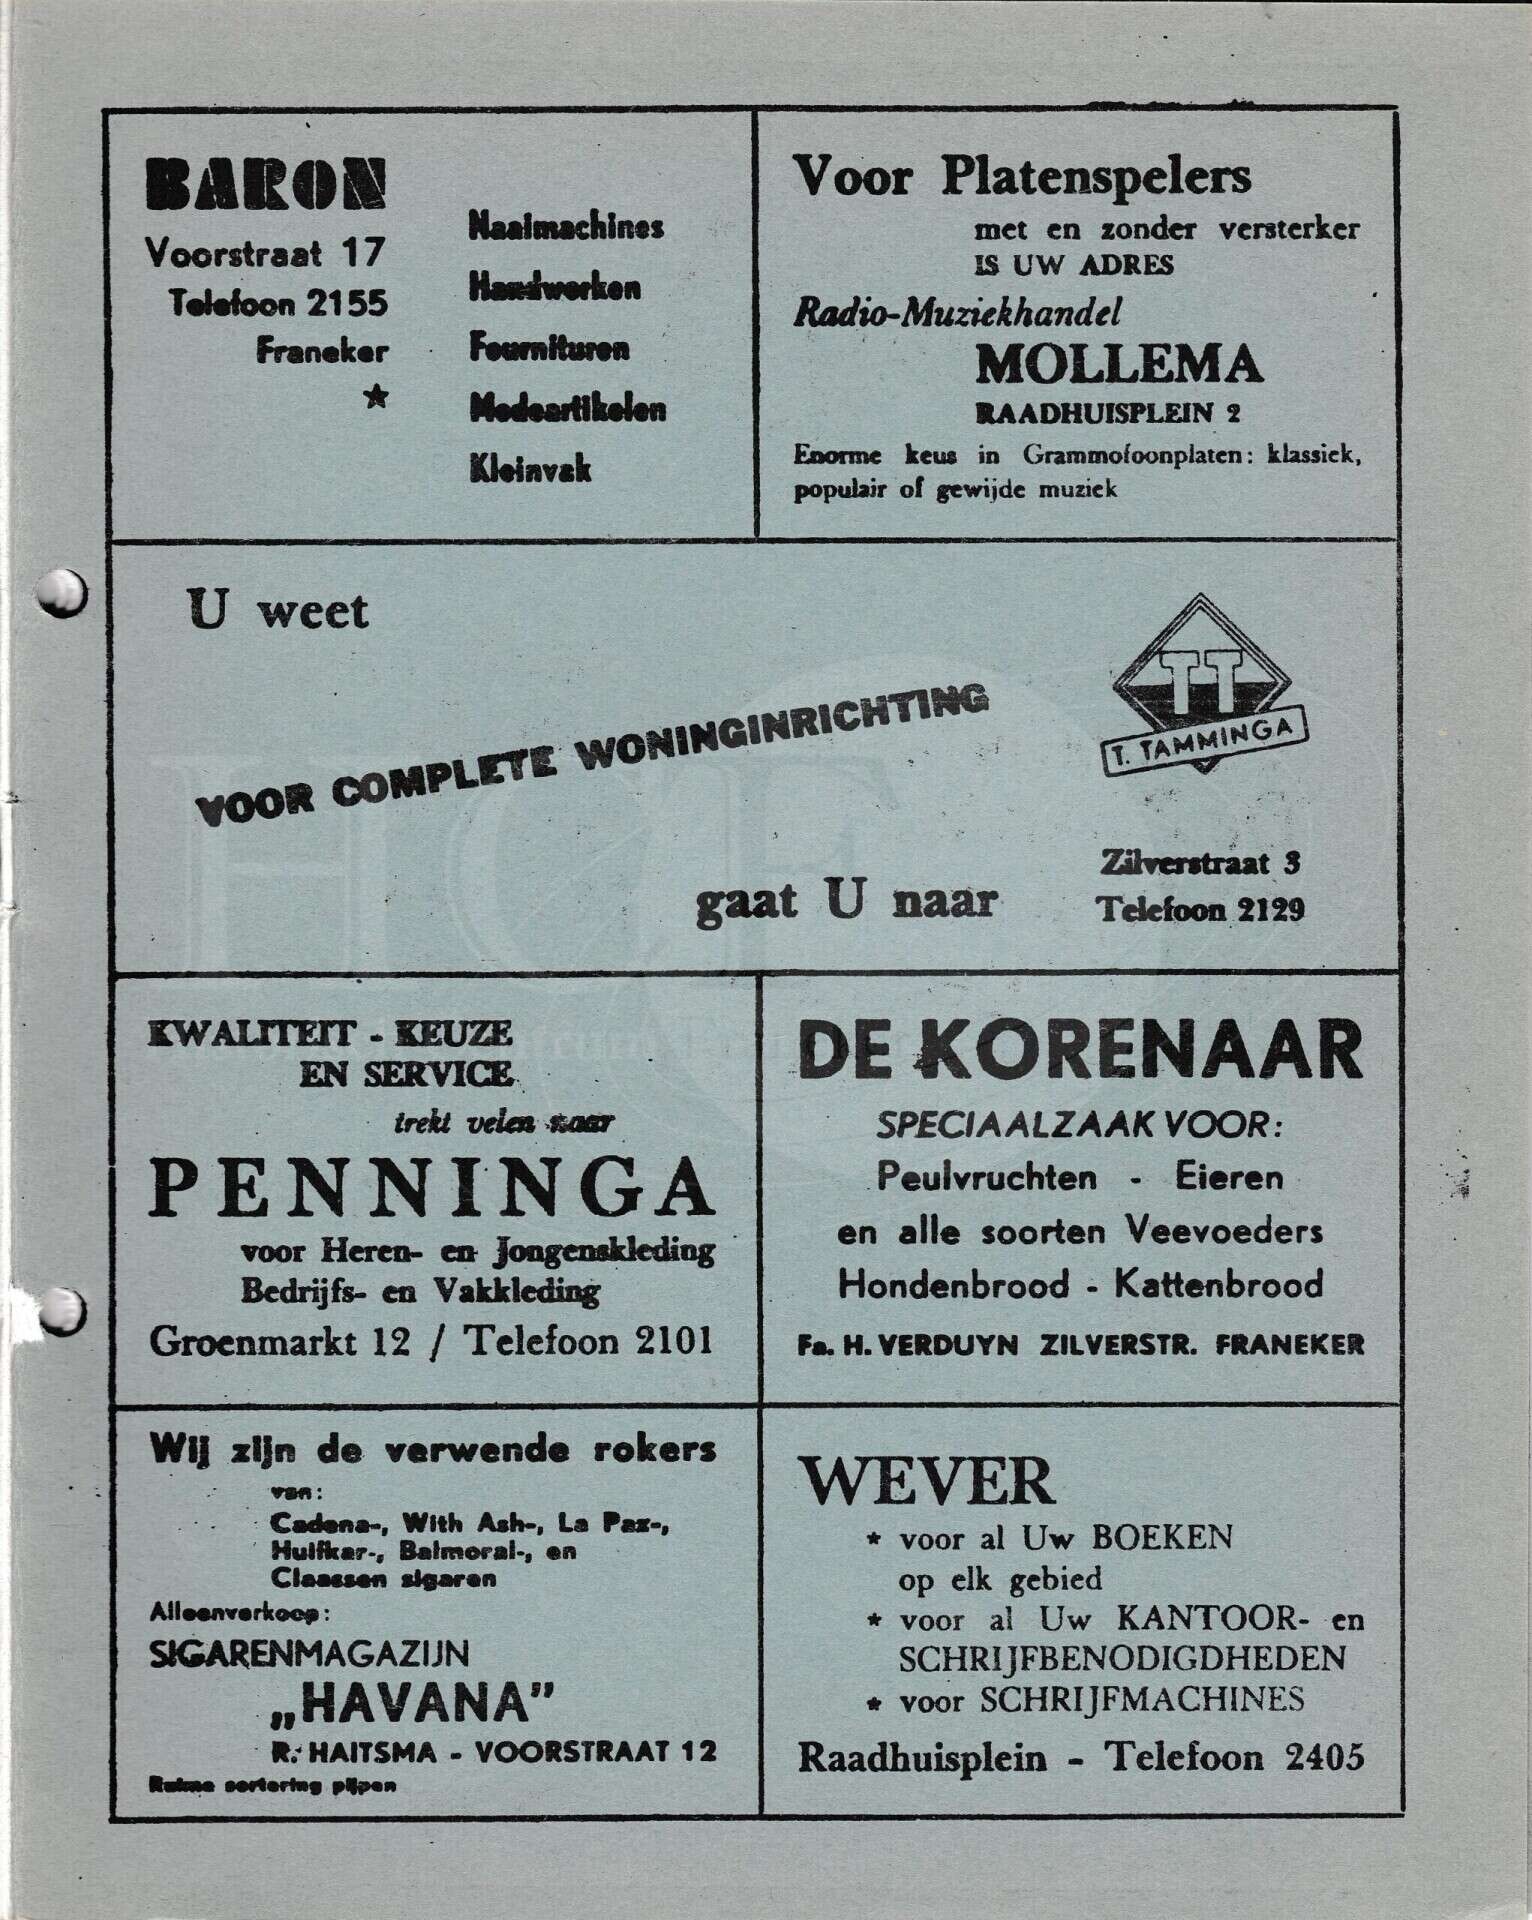 BARON
Voorstraat 17
Telefoon 2155
Franeker
Naaimachines
Handwerken
Fournituren
Modeartikelen
Kleinvak
Voor Platenspelers
met en zonder versterker
IS UW ADRES
Radio-Muziekhandel
MOLLEMA
RAADHUISPLEIN 2
Enorme keus in Grammofoonplaten: klassiek,
populair of gewijde muziek
U weet
VOOR COMPLETE WONINGINRICHTING
gaat U naar
TT
T. TAMMINGA
Zilverstraat 3
Telefoon 2129
KWALITEIT - KEUZE
EN SERVICE
trekt velen naar
PENNINGA
voor Heren- en Jongenskleding
Bedrijfs- en Vakkleding
Groenmarkt 12 / Telefoon 2101
DE KORENAAR
SPECIAALZAAK VOOR:
Peulvruchten - Eieren
en alle soorten Veevoeders
Hondenbrood - Kattenbrood
Fa. H. VERDUYN ZILVERSTR. FRANEKER
Wij zijn de verwende rokers
van:
Cadena-, With Ash-, La Paz-,
Huifkar-, Balmoral-, en
Claassen sigaren
Alleenverkoop:
SIGARENMAGAZIJN
„HAVANA"
R. HAITSMA - VOORSTRAAT 12
Ruime sortering pijpen
WEVER
* voor al Uw BOEKEN
op elk gebied
* voor al Uw KANTOOR- en
SCHRIJFBENODIGDHEDEN
* voor SCHRIJFMACHINES
Raadhuisplein - Telefoon 2405